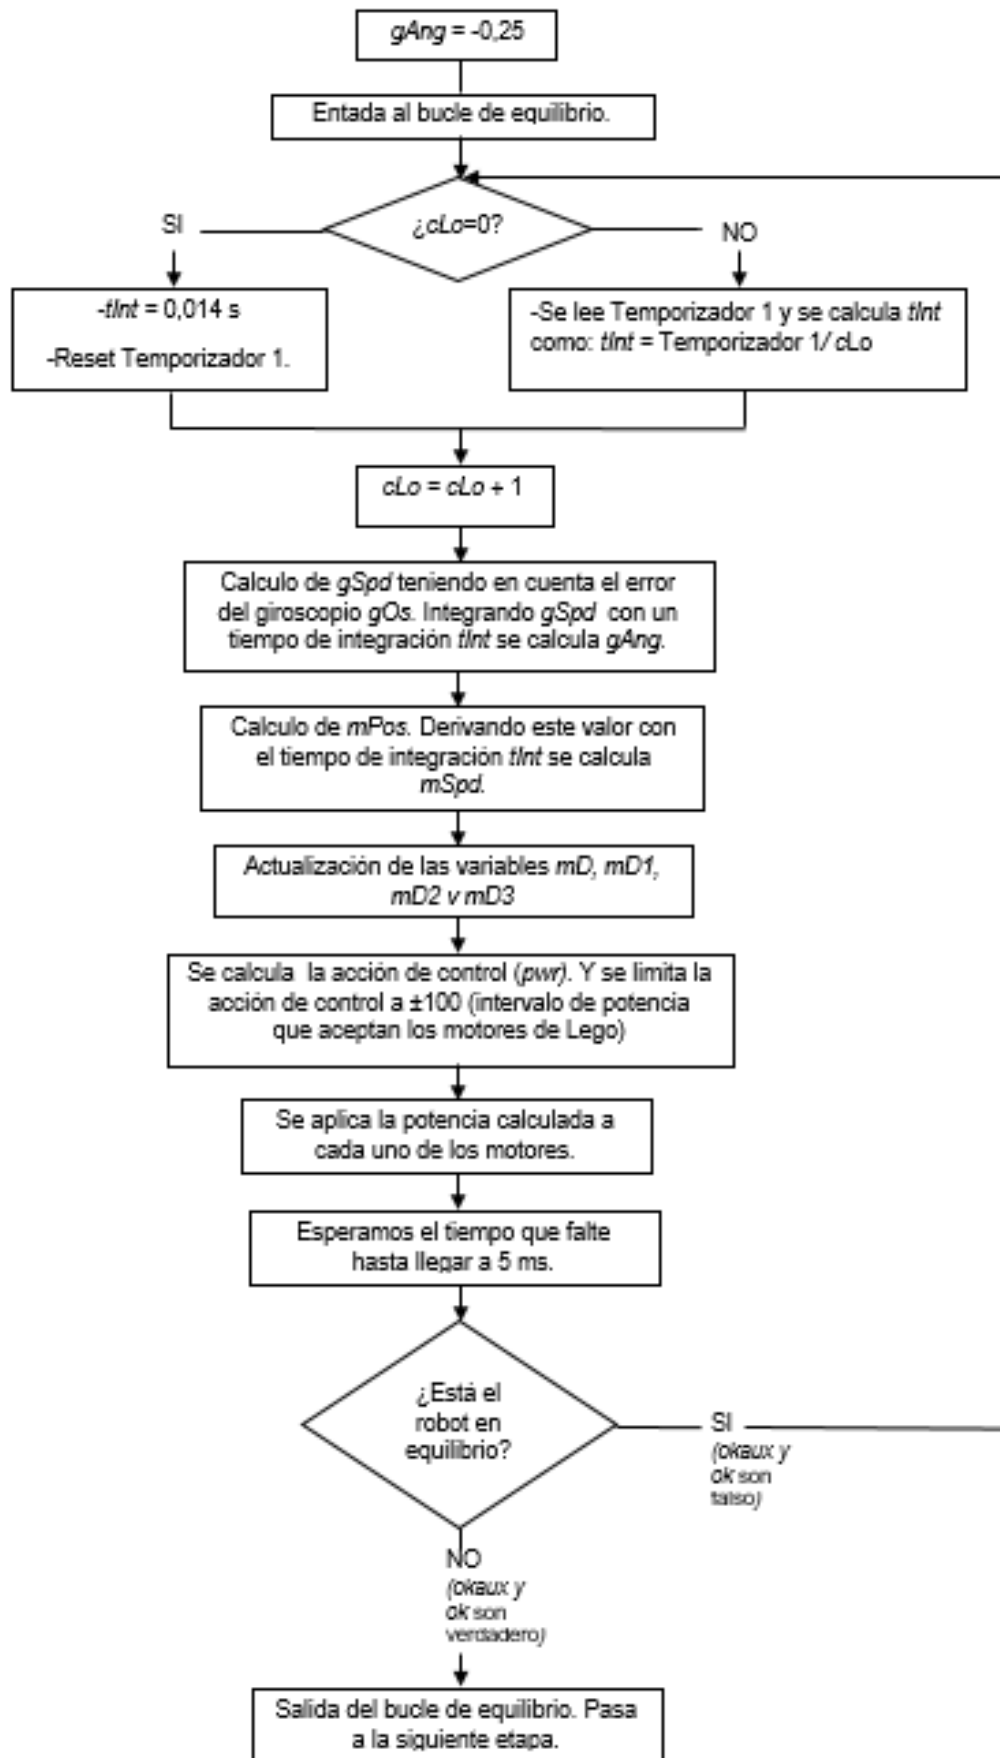 gAng = -0,25
Entada al bucle de equilibrio.
¿cLo=0?
SI
NO
-tInt = 0,014 s
-Reset Temporizador 1.
-Se lee Temporizador 1 y se calcula tInt
como: tInt = Temporizador 1/ cLo
cLo = cLo + 1
Calculo de gSpd teniendo en cuenta el error
del giroscopio gOs. Integrando gSpd con un
tiempo de integración tInt se calcula gAng.
Calculo de mPos. Derivando este valor con
el tiempo de integración tInt se calcula
mSpd.
Actualización de las variables mD, mD1,
mD2 y mD3
Se calcula la acción de control (pwr). Y se limita la
acción de control a ±100 (intervalo de potencia
que aceptan los motores de Lego)
Se aplica la potencia calculada a
cada uno de los motores.
Esperamos el tiempo que falte
hasta llegar a 5 ms.
¿Está el
robot en
equilibrio?
SI
(okaux y
ok son
falso)
NO
(okaux y
ok son
verdadero)
Salida del bucle de equilibrio. Pasa
a la siguiente etapa.